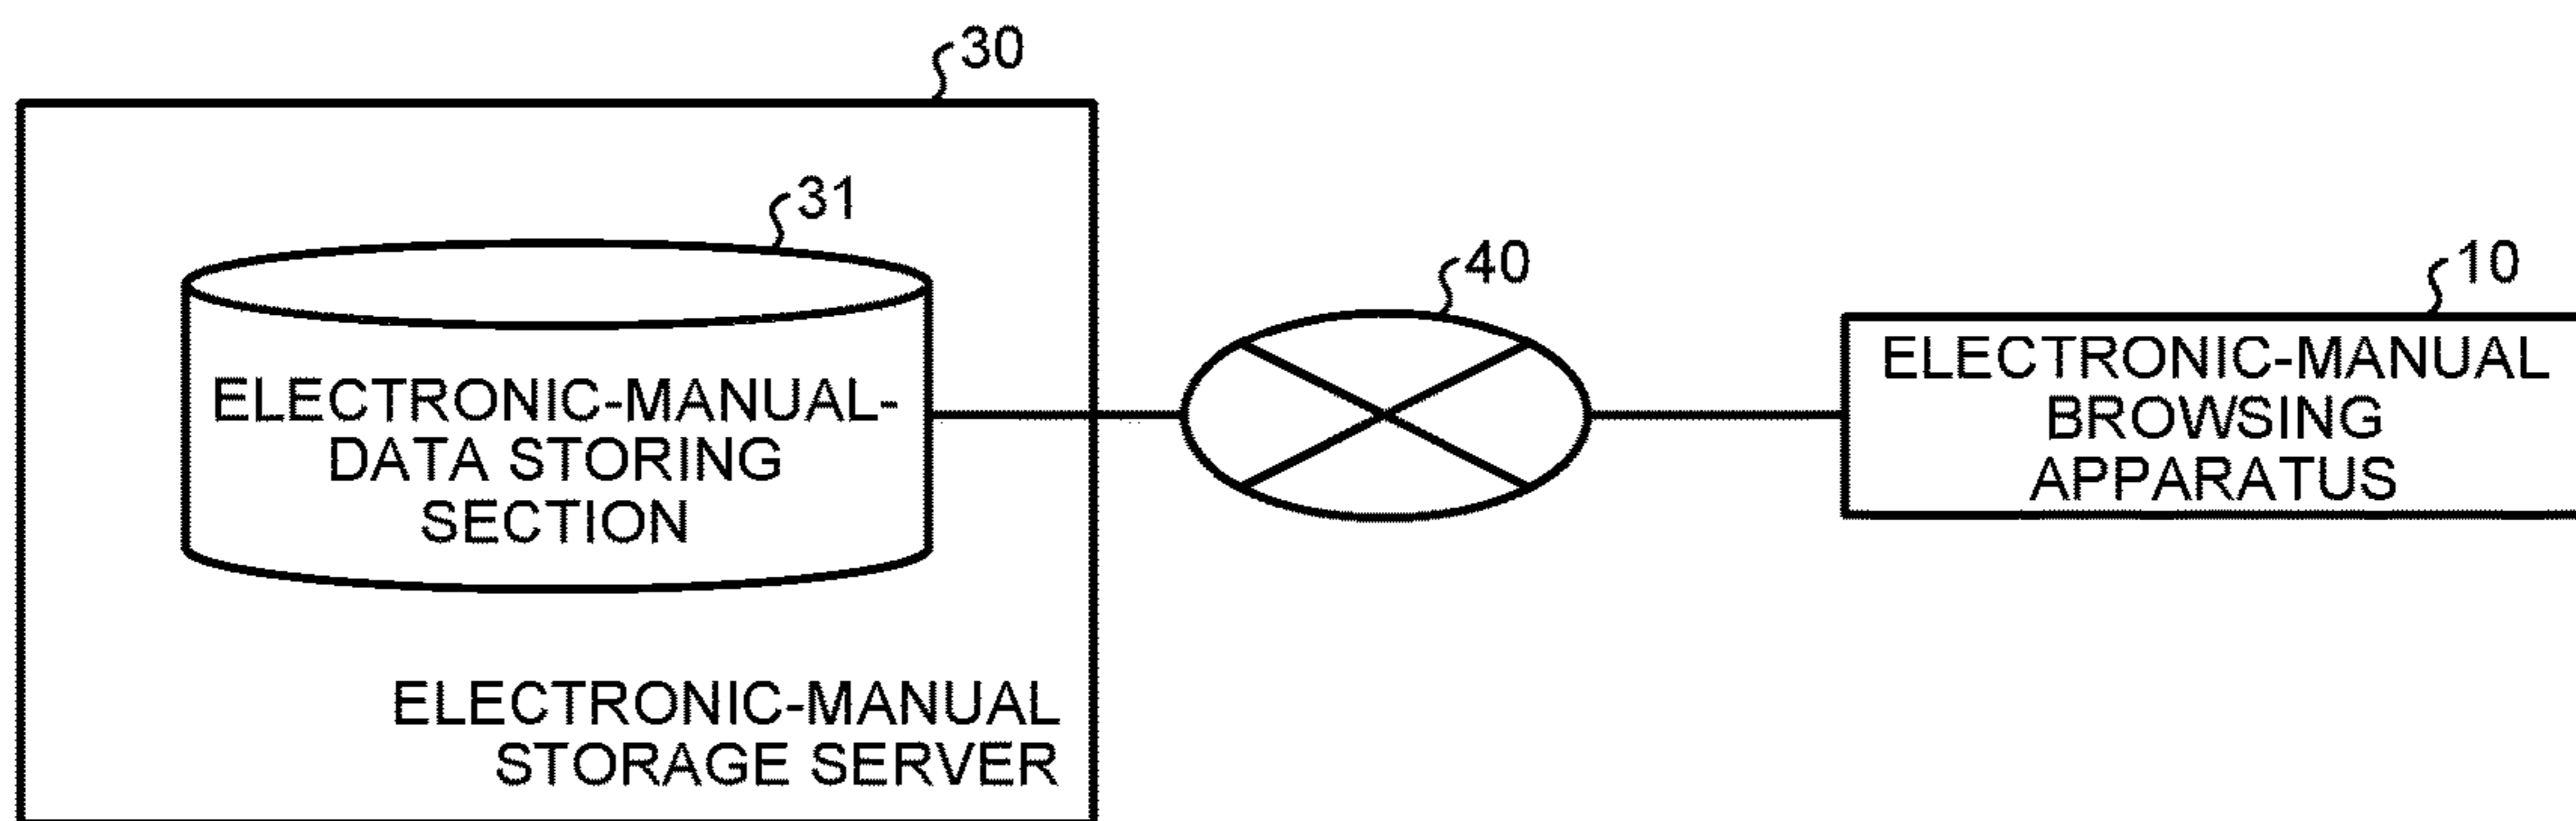 30
31
ELECTRONIC-MANUAL-
DATA STORING
SECTION
ELECTRONIC-MANUAL
STORAGE SERVER
40
10
ELECTRONIC-MANUAL
BROWSING
APPARATUS